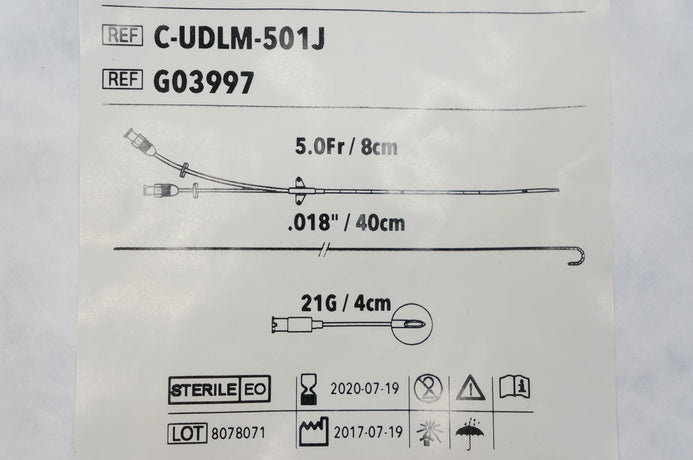 REF C-UDLM-501J
REF G03997
5.0Fr / 8cm
.018" / 40cm
21G / 4cm
STERILE EO 2020-07-19
LOT 8078071 2017-07-19